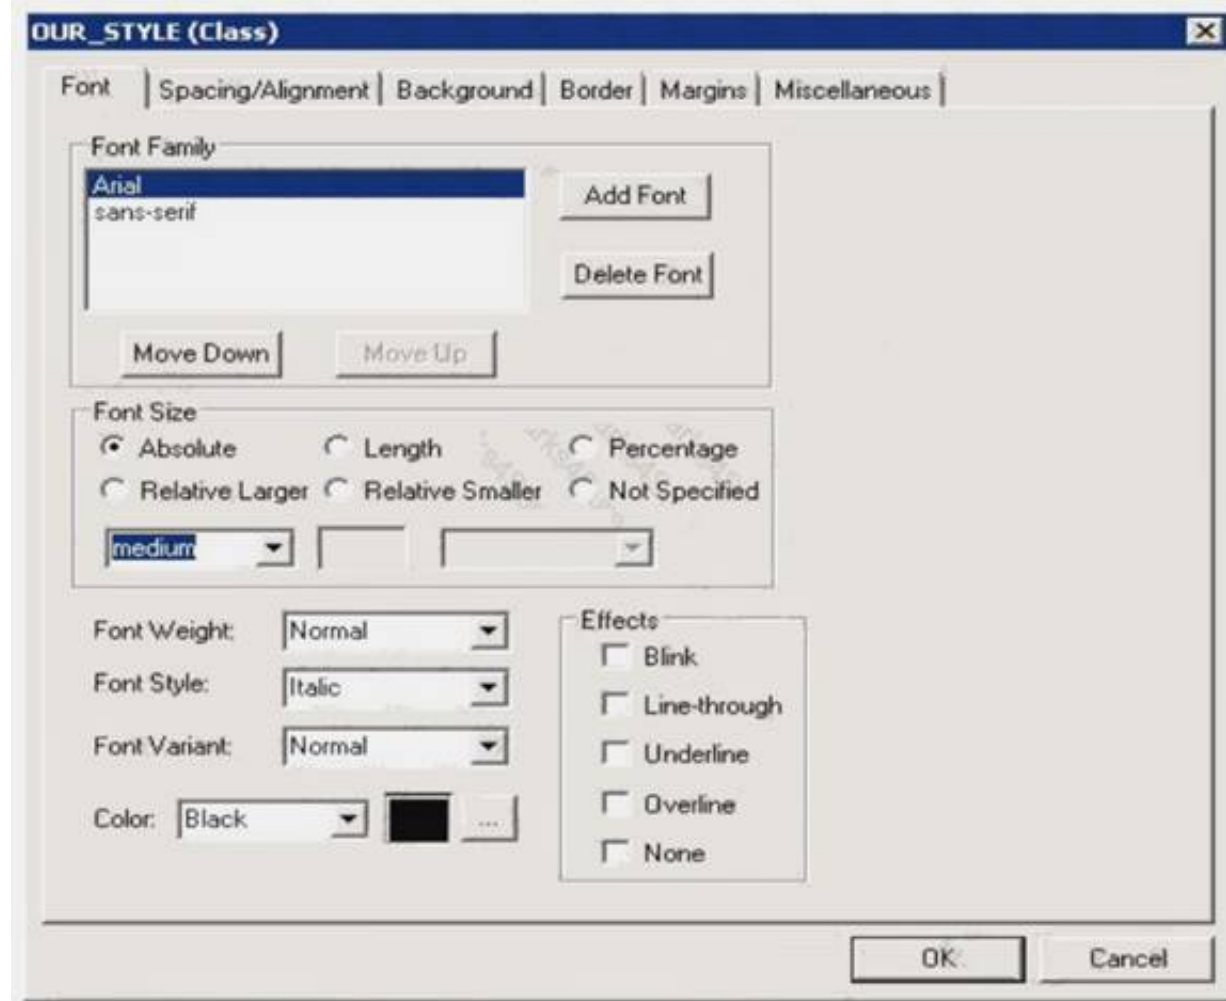 OUR_STYLE (Class)
Font Spacing/Alignment Background Border Margins Miscellaneous
Font Family
Arial
sans-serif
Add Font
Delete Font
Move Down Move Up
Font Size
Absolute Length Percentage
Relative Larger Relative Smaller Not Specified
medium
Font Weight: Normal
Font Style: Italic
Font Variant: Normal
Color: Black ...
Effects
Blink
Line-through
Underline
Overline
None
OK Cancel